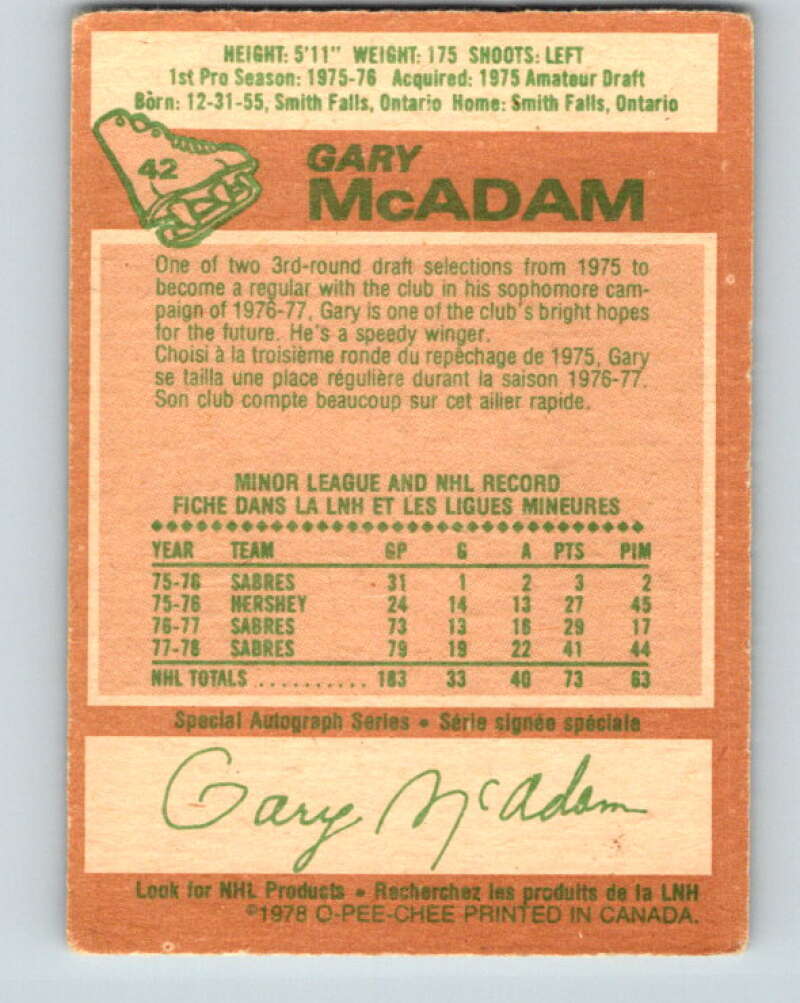 HEIGHT: 5'11" WEIGHT: 175 SHOOTS: LEFT
1st Pro Season: 1975-76 Acquired: 1975 Amateur Draft
Born: 12-31-55, Smith Falls, Ontario Home: Smith Falls, Ontario
42
GARY
McADAM
One of two 3rd-round draft selections from 1975 to
become a regular with the club in his sophomore cam-
paign of 1976-77, Gary is one of the club's bright hopes
for the future. He's a speedy winger.
Choisi à la troisième ronde du repêchage de 1975, Gary
se tailla une place régulière durant la saison 1976-77.
Son club compte beaucoup sur cet ailier rapide.
MINOR LEAGUE AND NHL RECORD
FICHE DANS LA LNH ET LES LIGUES MINEURES
YEAR TEAM GP G A PTS PIM
75-76 SABRES 31 1 2 3 2
75-76 HERSHEY 24 14 13 27 45
76-77 SABRES 73 13 16 29 17
77-78 SABRES 79 19 22 41 44
NHL TOTALS .......... 183 33 40 73 63
Special Autograph Series • Série signée spéciale
Gary McAdam
Look for NHL Products • Recherchez les produits de la LNH
©1978 O-PEE-CHEE PRINTED IN CANADA.